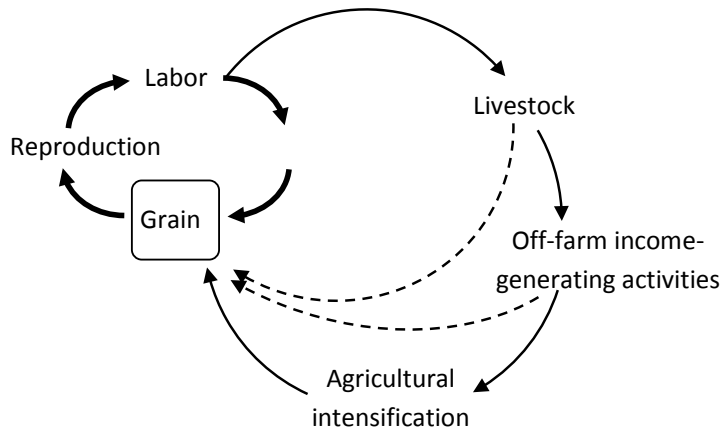 Labor
Livestock
Reproduction
Grain
Off-farm income-
generating activities
Agricultural
intensification